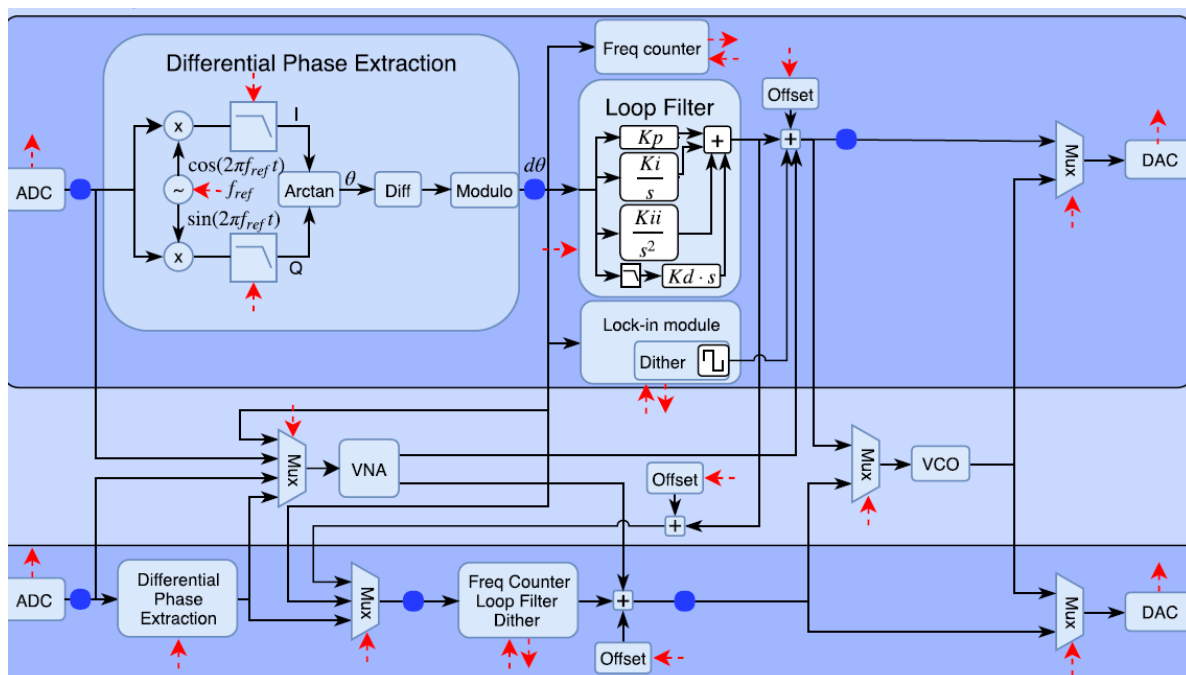 Differential Phase Extraction
Freq counter
Offset
Loop Filter
I
x
cos(2πf_ref t)
~
f_ref
sin(2πf_ref t)
x
Q
Arctan
θ
Diff
Modulo
dθ
Kp
Ki
s
Kii
s²
Kd · s
+
+
ADC
Mux
DAC
Lock-in module
Dither
Mux
VNA
Offset
+
Mux
VCO
ADC
Differential
Phase
Extraction
Mux
Freq Counter
Loop Filter
Dither
+
Offset
Mux
DAC